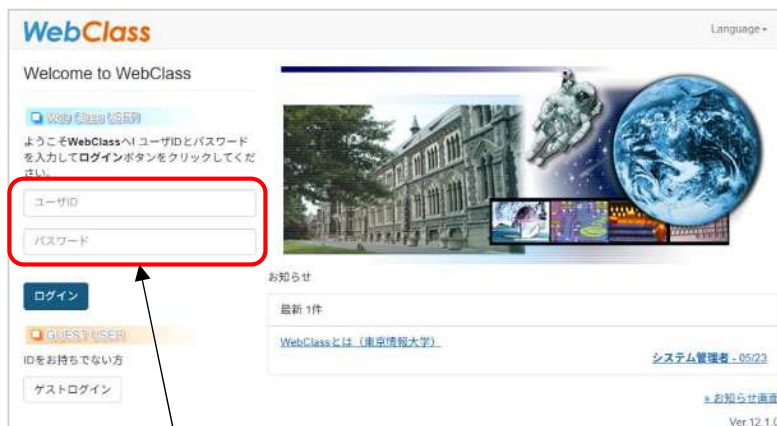 WebClass
Language
Welcome to WebClass
Web Class USER
ようこそWebClassへ! ユーザIDとパスワード
を入力してログインボタンをクリックしてくだ
さい。
ユーザID
パスワード
ログイン
GUEST USER
IDをお持ちでない方
ゲストログイン
お知らせ
最新 1件
WebClassとは（東京情報大学）
システム管理者 - 05/23
» お知らせ画面
Ver 12.1.0